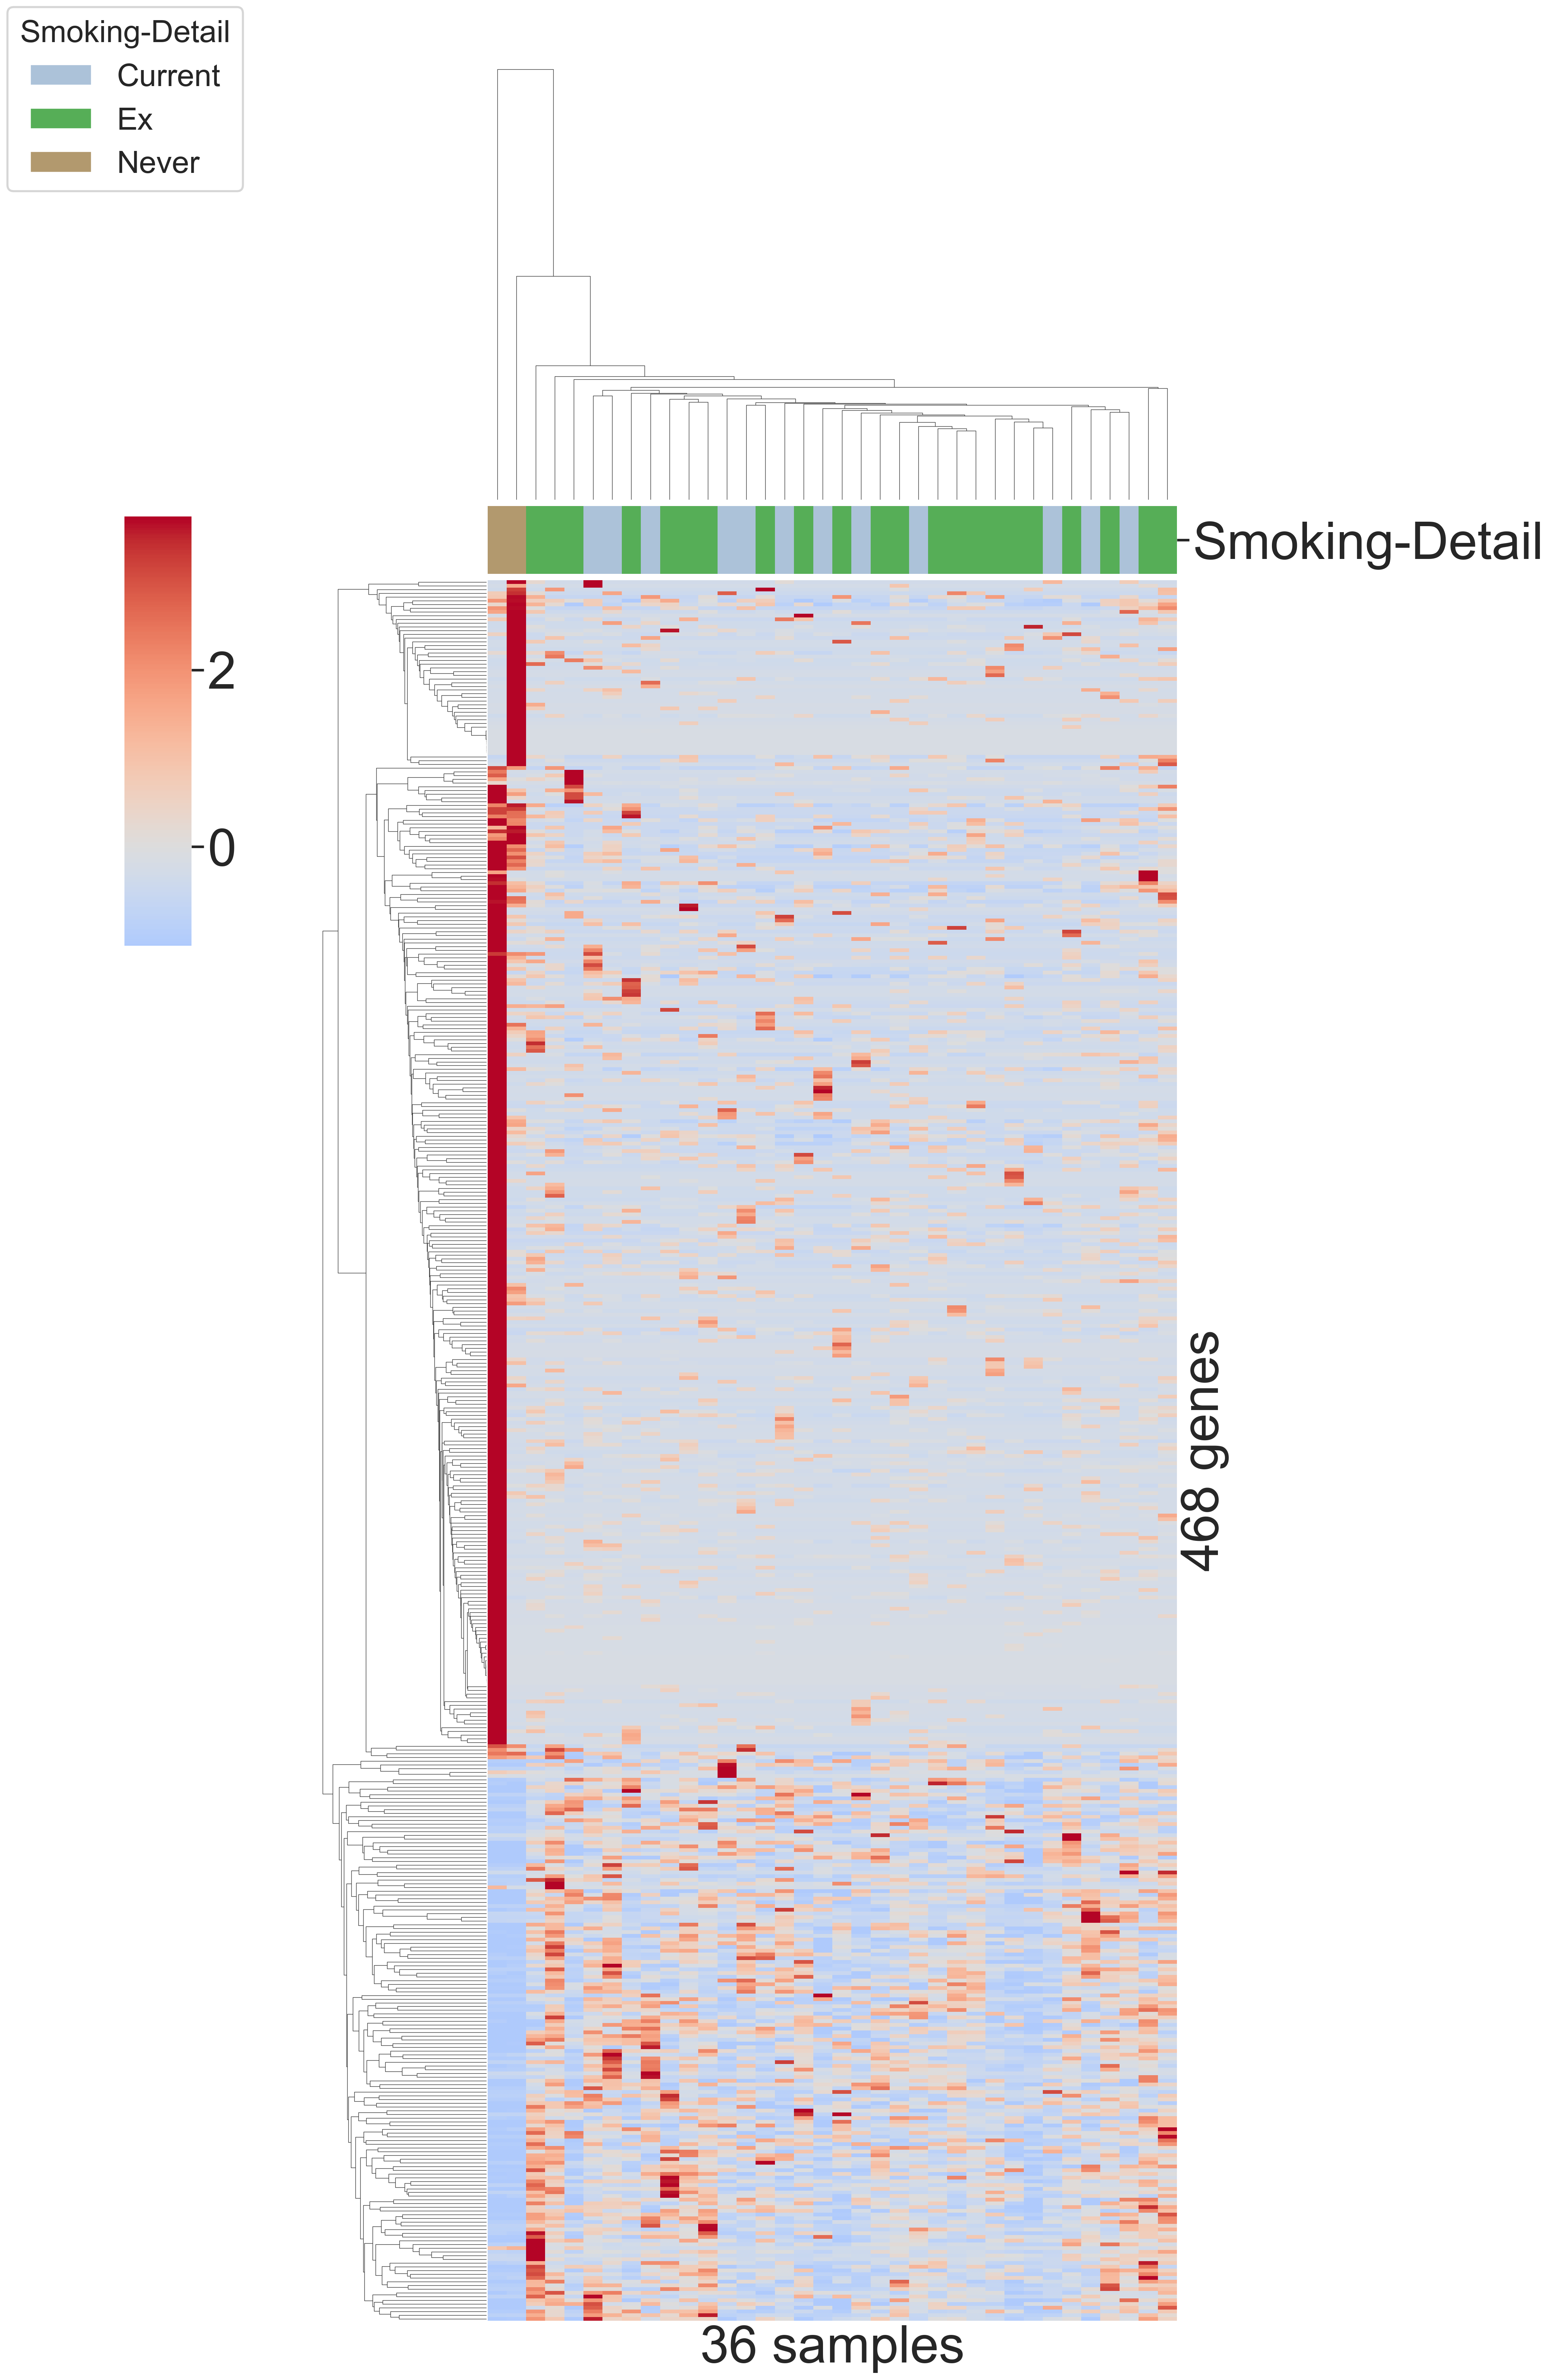 Smoking-Detail
Current
Ex
Never
Smoking-Detail
2
0
468 genes
36 samples